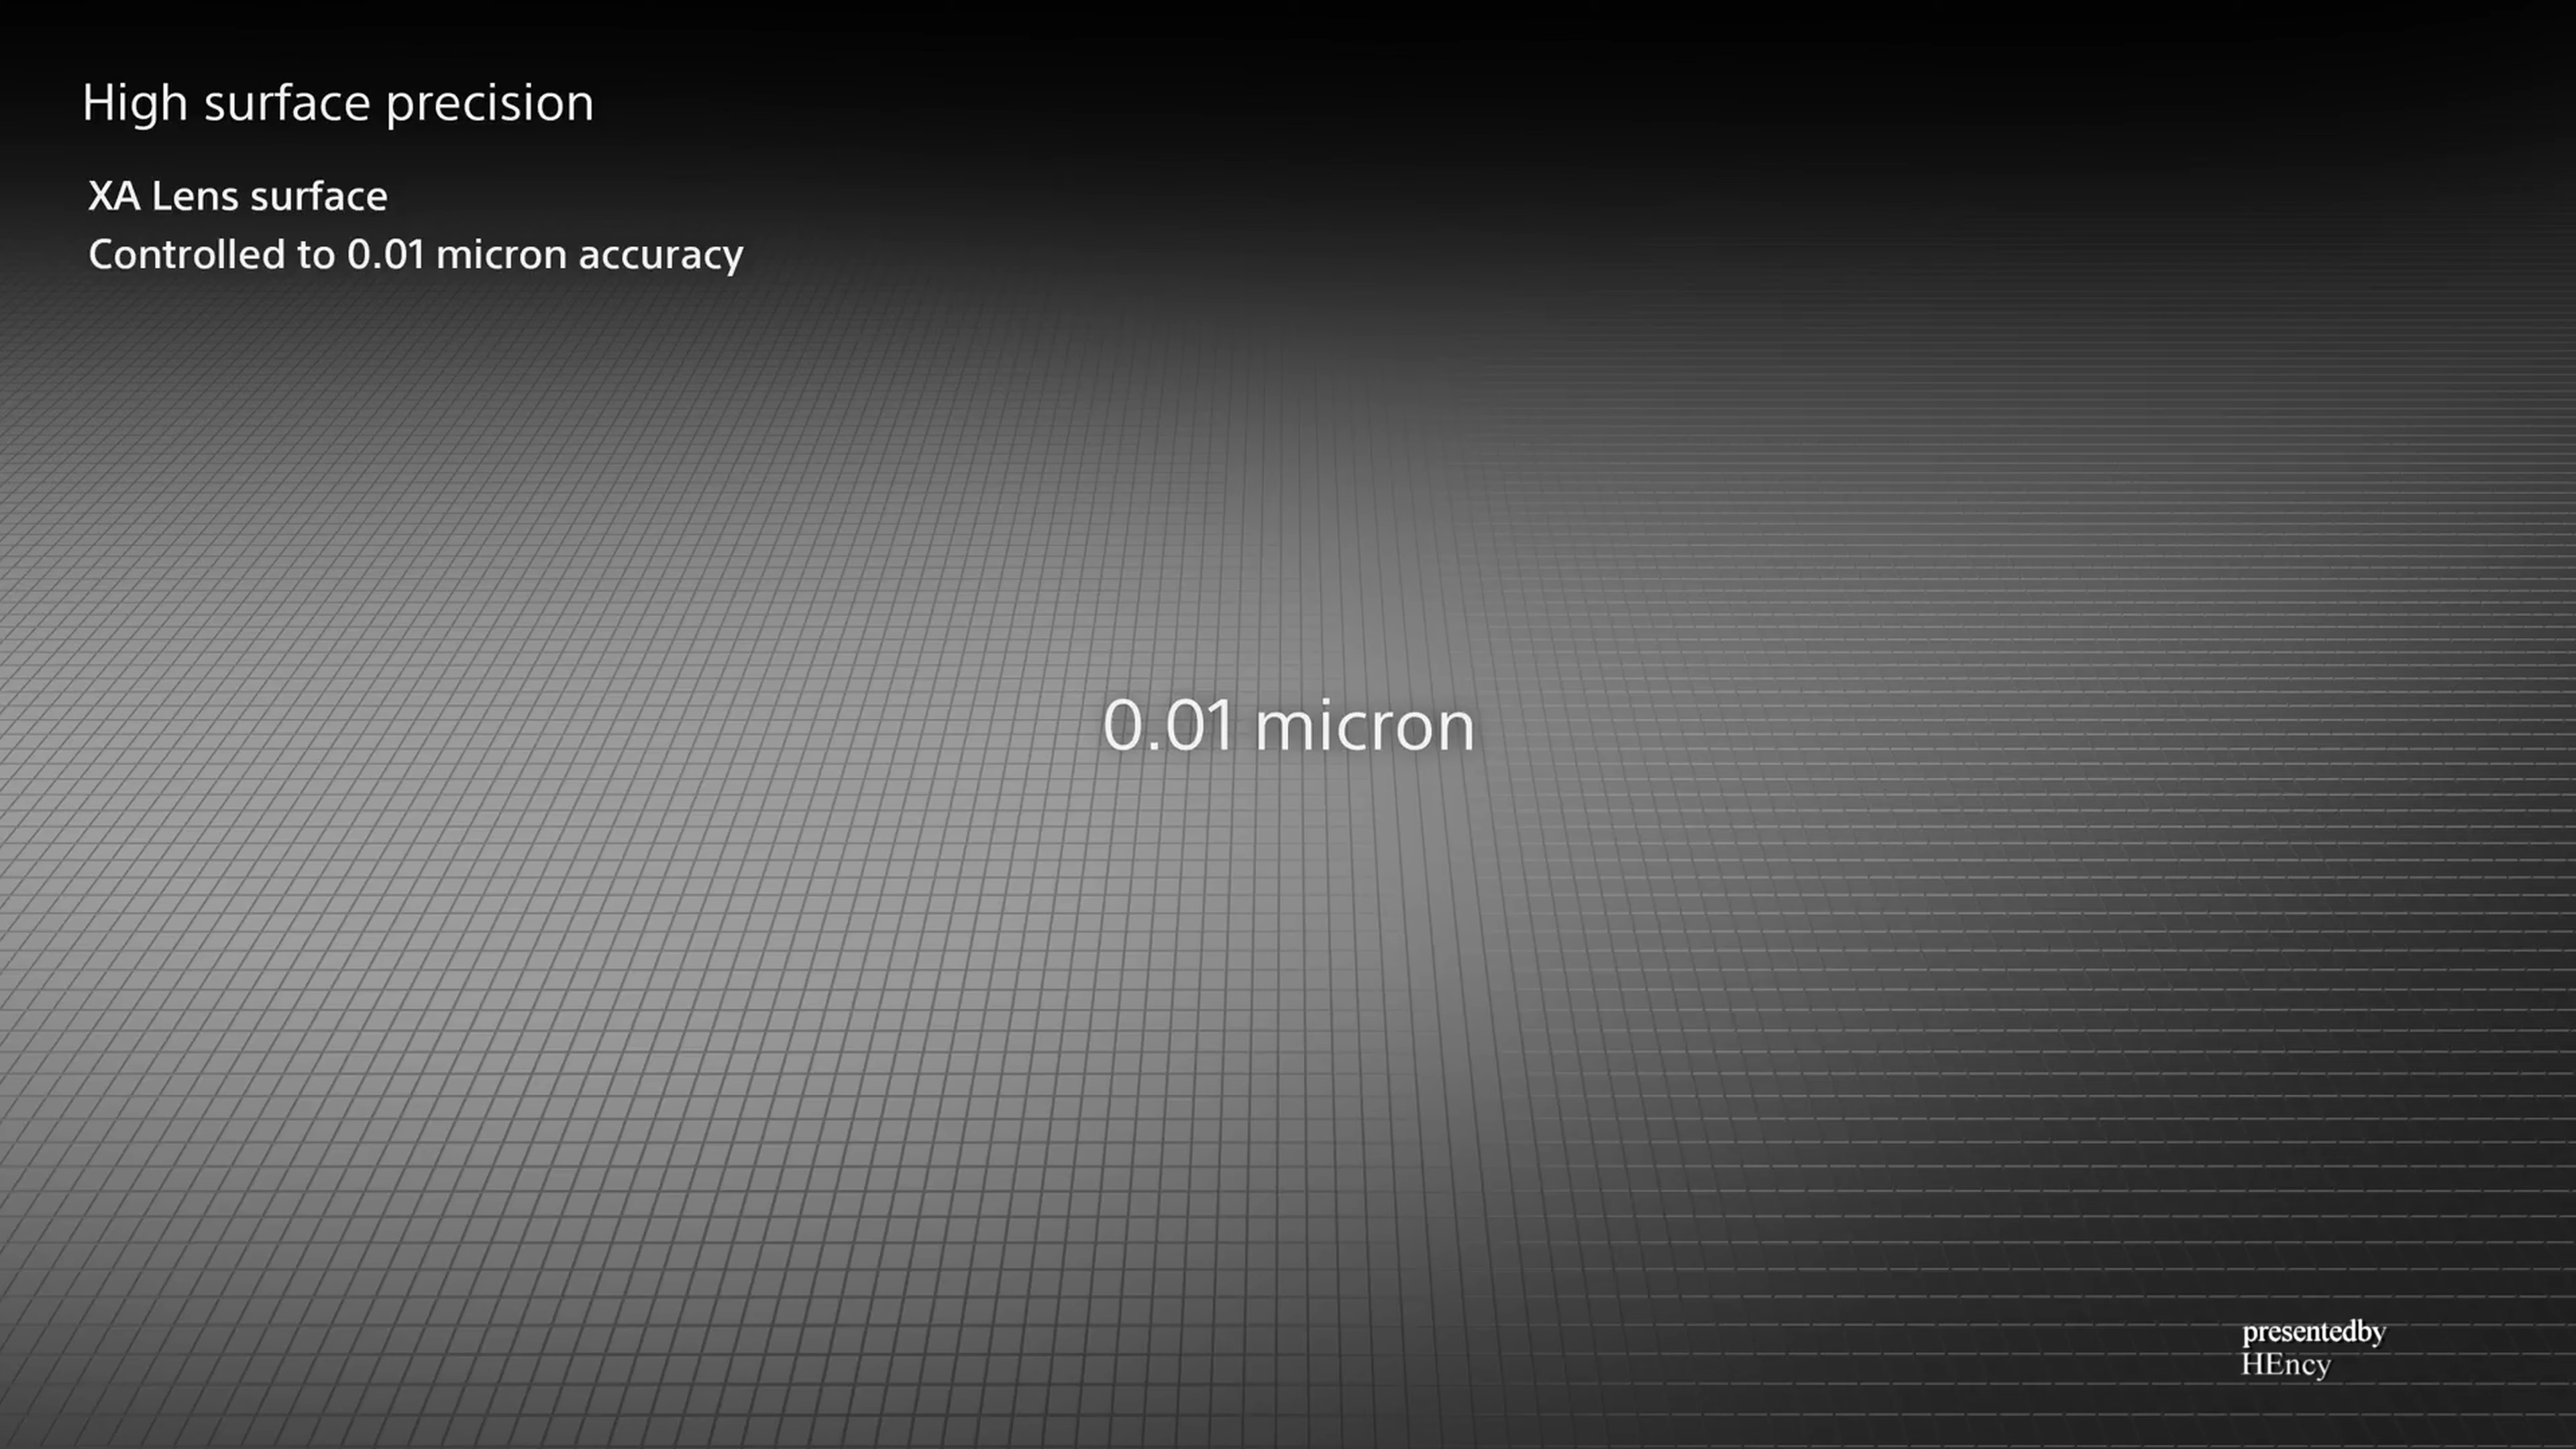 High surface precision
XA Lens surface
Controlled to 0.01 micron accuracy
0.01 micron
presentedby
HEncy